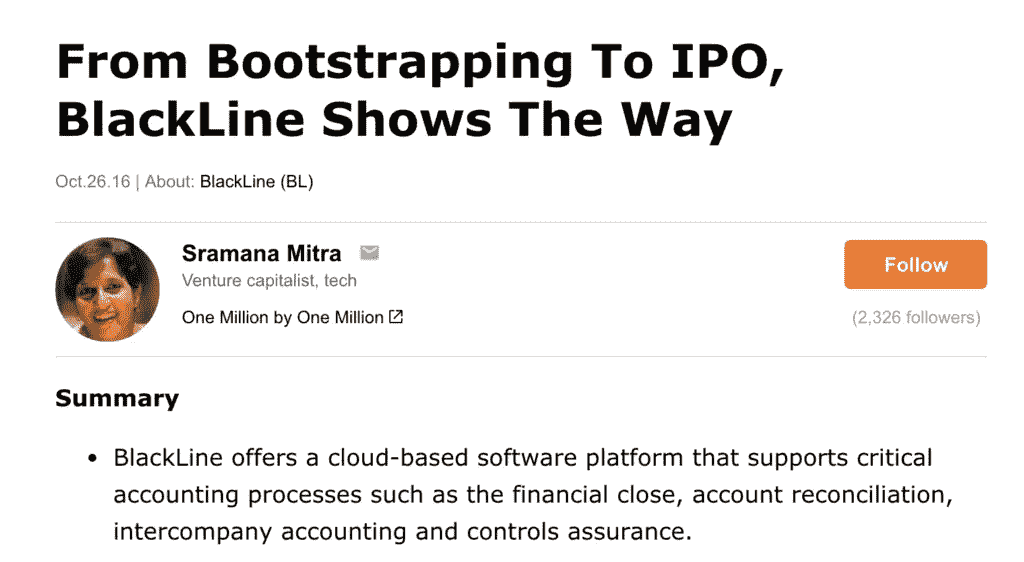 From Bootstrapping To IPO,
BlackLine Shows The Way
Oct.26.16 | About: BlackLine (BL)
Sramana Mitra
Venture capitalist, tech
One Million by One Million
Follow
(2,326 followers)
Summary
• BlackLine offers a cloud-based software platform that supports critical
accounting processes such as the financial close, account reconciliation,
intercompany accounting and controls assurance.